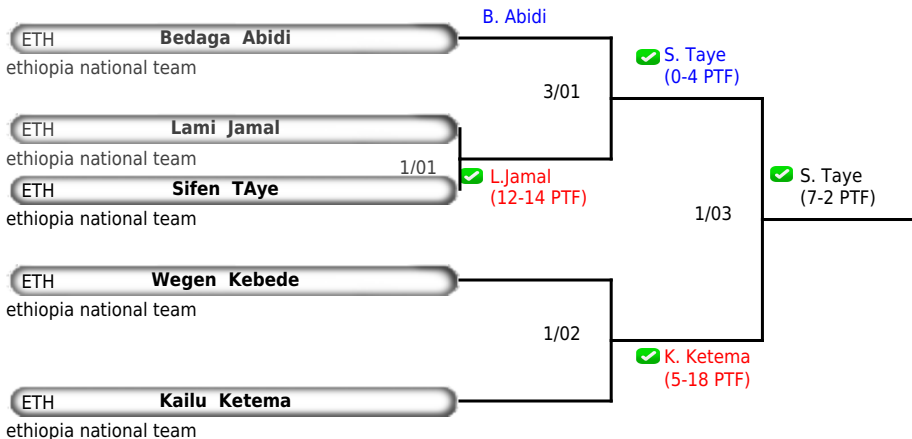 B. Abidi
ETH Bedaga Abidi
ethiopia national team
S. Taye
(0-4 PTF)
3/01
ETH Lami Jamal
ethiopia national team
1/01
L.Jamal
(12-14 PTF)
ETH Sifen TAye
ethiopia national team
S. Taye
(7-2 PTF)
1/03
ETH Wegen Kebede
ethiopia national team
1/02
K. Ketema
(5-18 PTF)
ETH Kailu Ketema
ethiopia national team